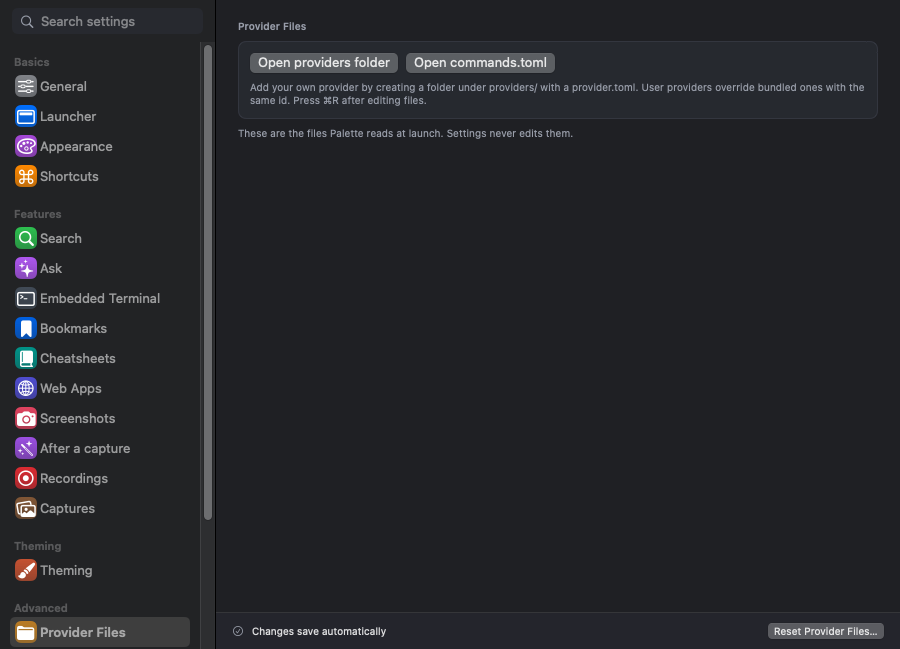 Search settings
Basics
General
Launcher
Appearance
Shortcuts
Features
Search
Ask
Embedded Terminal
Bookmarks
Cheatsheets
Web Apps
Screenshots
After a capture
Recordings
Captures
Theming
Theming
Advanced
Provider Files
Provider Files
Open providers folder
Open commands.toml
Add your own provider by creating a folder under providers/ with a provider.toml. User providers override bundled ones with the
same id. Press ⌘R after editing files.
These are the files Palette reads at launch. Settings never edits them.
Changes save automatically
Reset Provider Files...